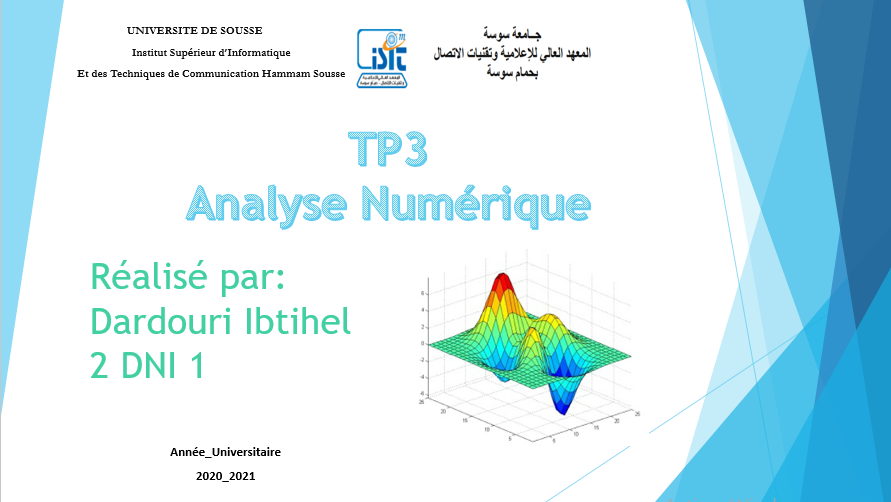 UNIVERSITE DE SOUSSE
Institut Supérieur d'Informatique
Et des Techniques de Communication Hammam Sousse
isit
جــامعة سوسة
المعهد العالي للإعلامية وتقنيات الاتصال
بحمام سوسة
TP3
Analyse Numérique
Réalisé par:
Dardouri Ibtihel
2 DNI 1
6
4
2
0
-2
-4
-6
25
20
15
10
5
5
10
15
20
25
Année_Universitaire
2020_2021